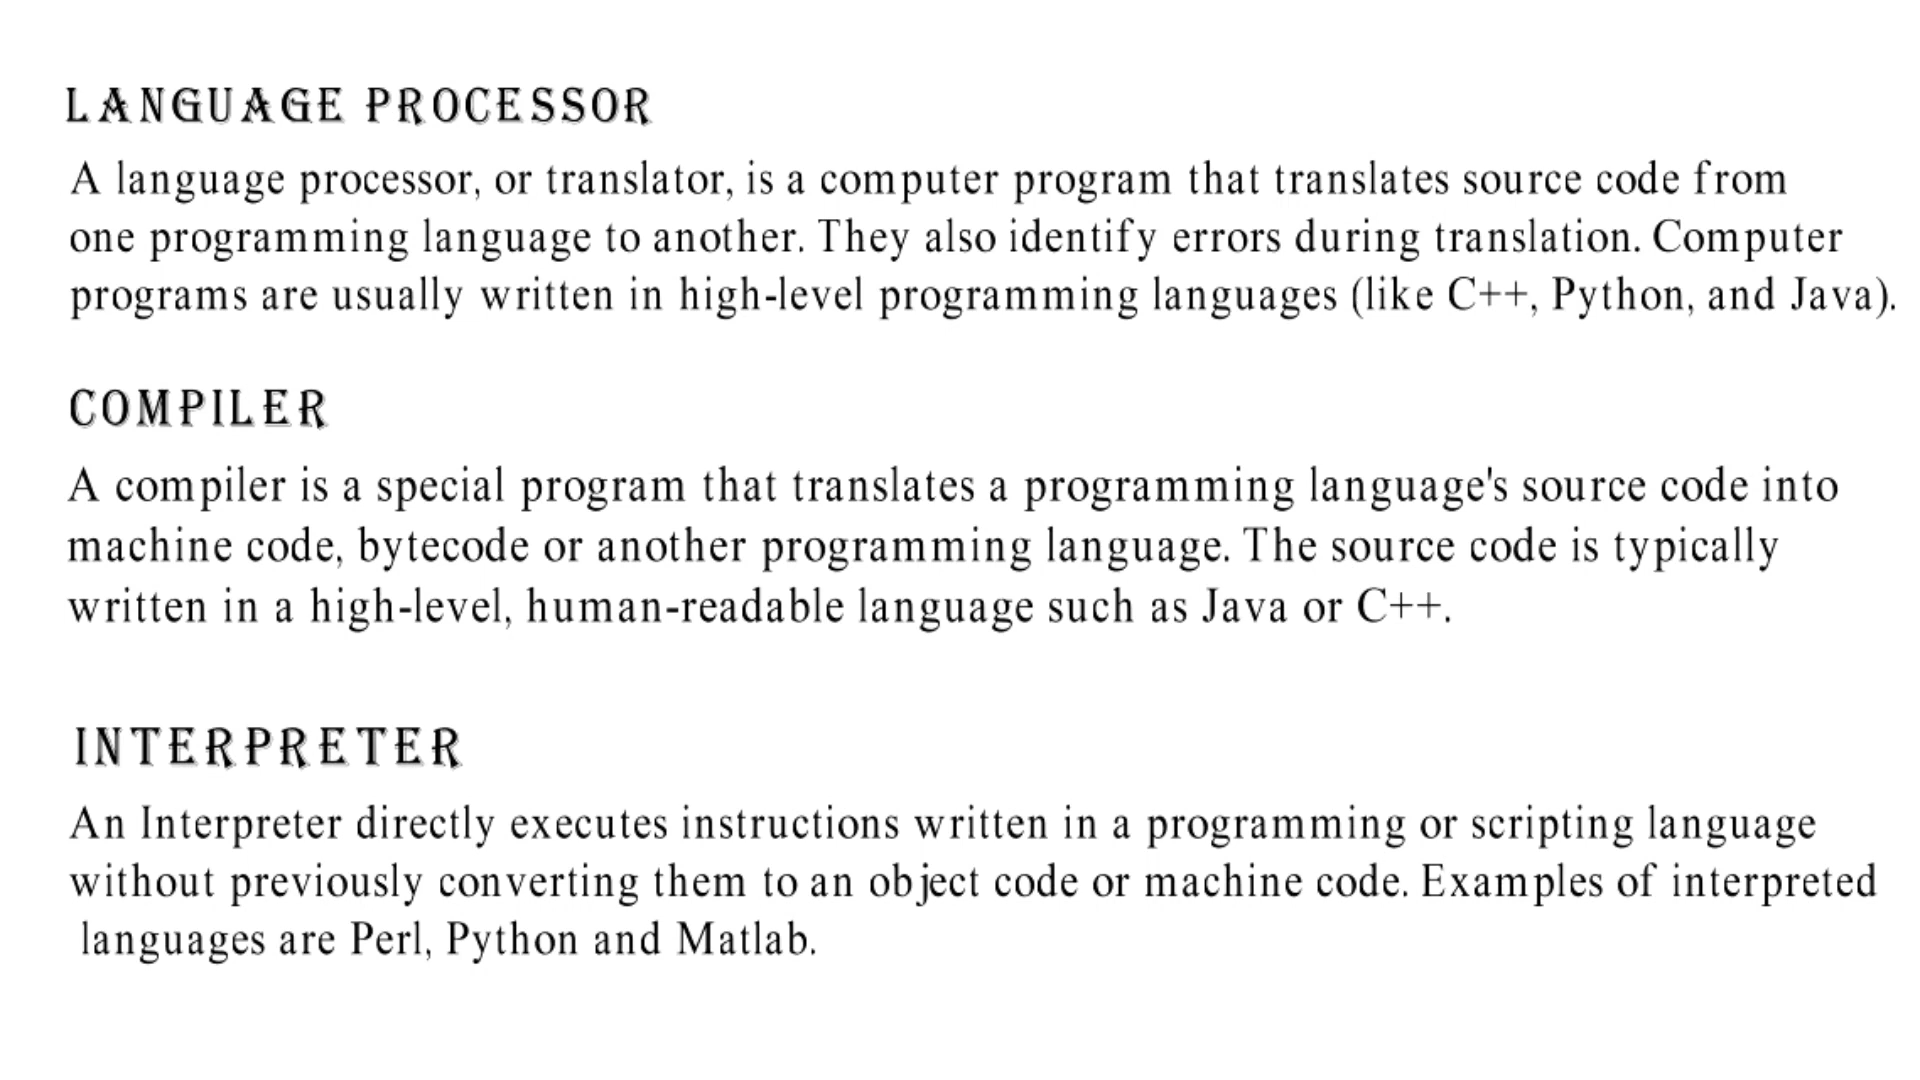 LANGUAGE PROCESSOR
A language processor, or translator, is a computer program that translates source code from
one programming language to another. They also identify errors during translation. Computer
programs are usually written in high-level programming languages (like C++, Python, and Java).
COMPILER
A compiler is a special program that translates a programming language's source code into
machine code, bytecode or another programming language. The source code is typically
written in a high-level, human-readable language such as Java or C++.
INTERPRETER
An Interpreter directly executes instructions written in a programming or scripting language
without previously converting them to an object code or machine code. Examples of interpreted
languages are Perl, Python and Matlab.